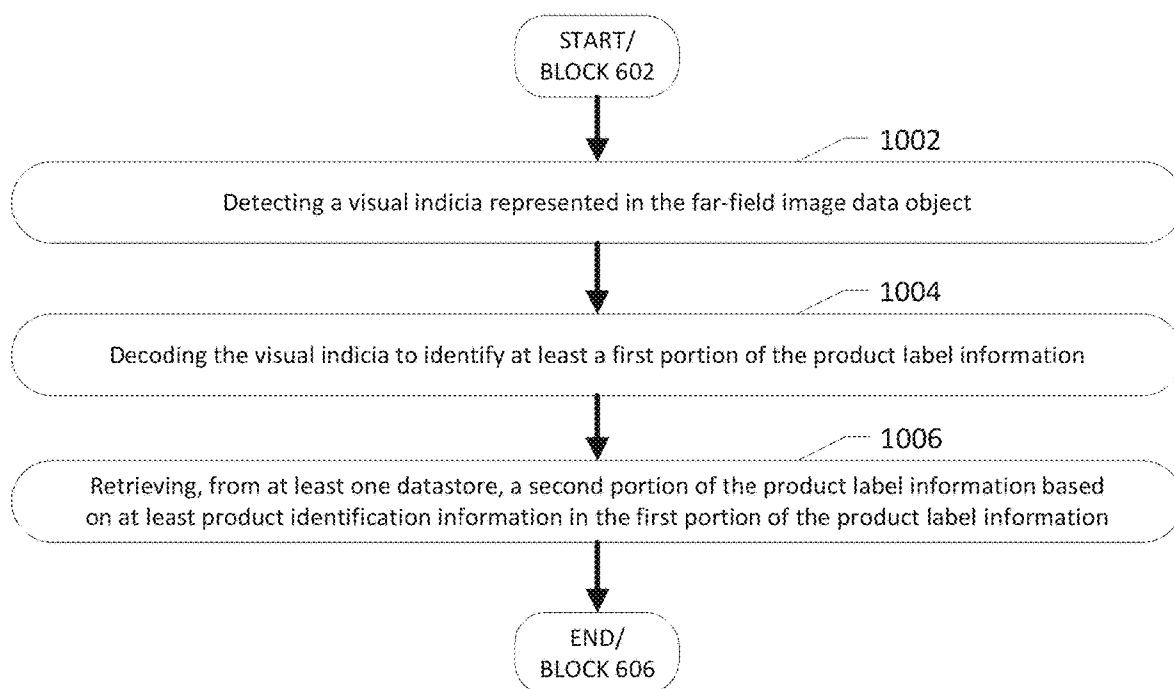 START/
BLOCK 602
1002
Detecting a visual indicia represented in the far-field image data object
1004
Decoding the visual indicia to identify at least a first portion of the product label information
1006
Retrieving, from at least one datastore, a second portion of the product label information based
on at least product identification information in the first portion of the product label information
END/
BLOCK 606